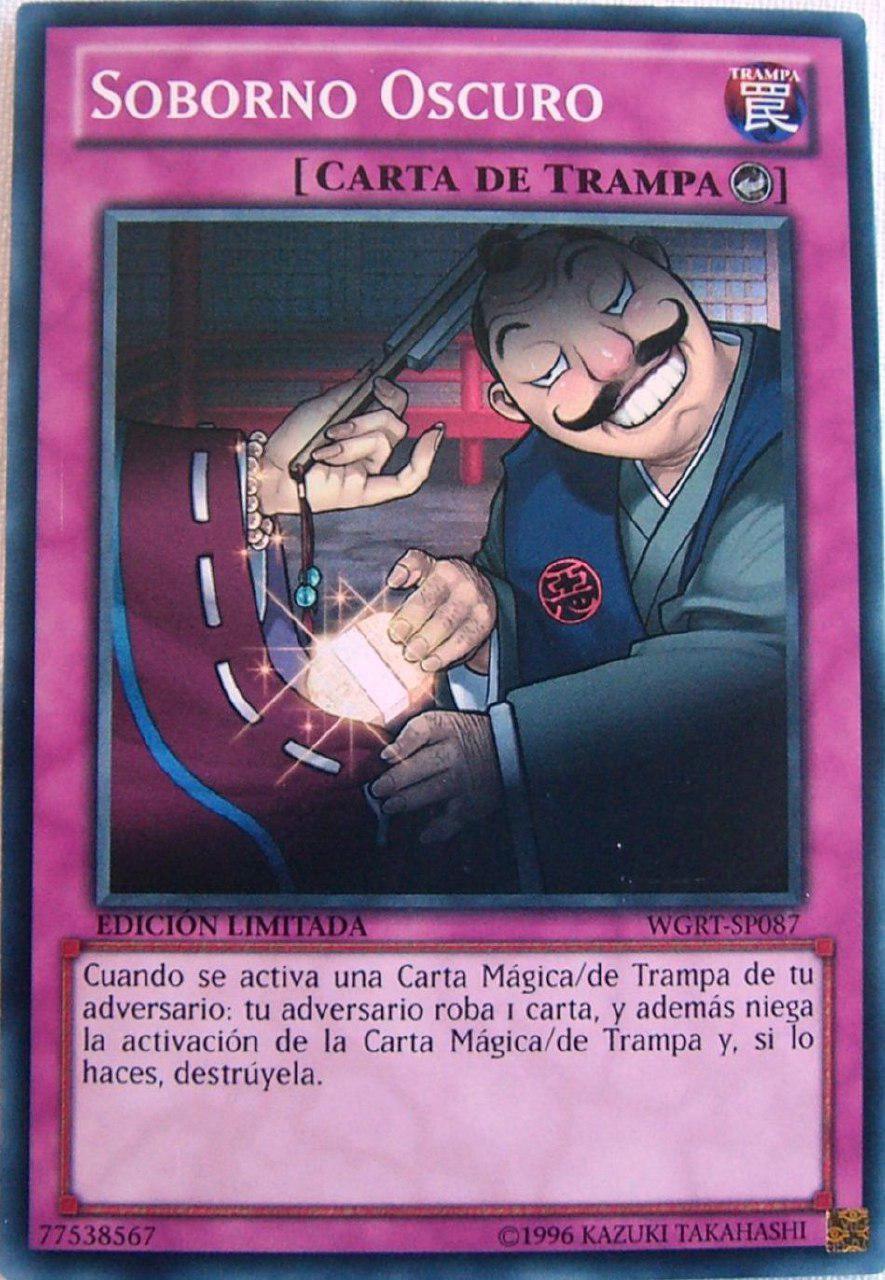 SOBORNO OSCURO
TRAMPA
罠
[CARTA DE TRAMPA]
EDICIÓN LIMITADA
WGRT-SP087
Cuando se activa una Carta Mágica/de Trampa de tu
adversario: tu adversario roba 1 carta, y además niega
la activación de la Carta Mágica/de Trampa y, si lo
haces, destrúyela.
77538567
©1996 KAZUKI TAKAHASHI